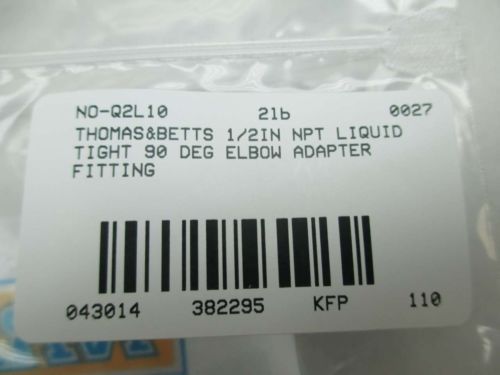 NO-Q2L10 2lb 0027
THOMAS&BETTS 1/2IN NPT LIQUID
TIGHT 90 DEG ELBOW ADAPTER
FITTING
043014 382295 KFP 110